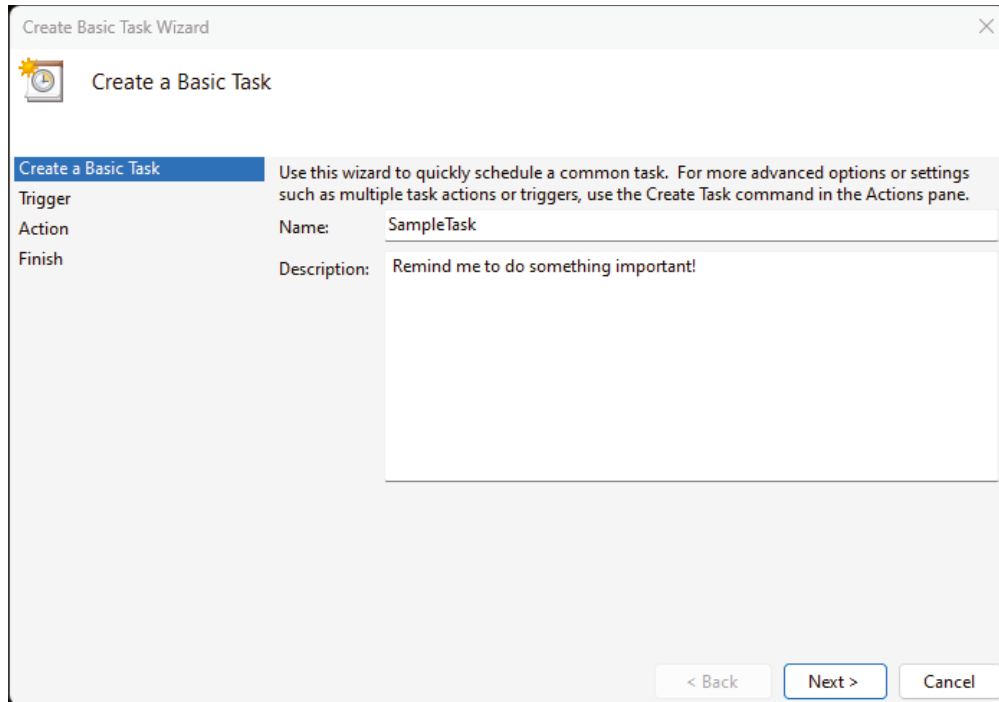 Create Basic Task Wizard
Create a Basic Task
Create a Basic Task
Trigger
Action
Finish
Use this wizard to quickly schedule a common task.  For more advanced options or settings
such as multiple task actions or triggers, use the Create Task command in the Actions pane.
Name: SampleTask
Description: Remind me to do something important!
< Back Next > Cancel